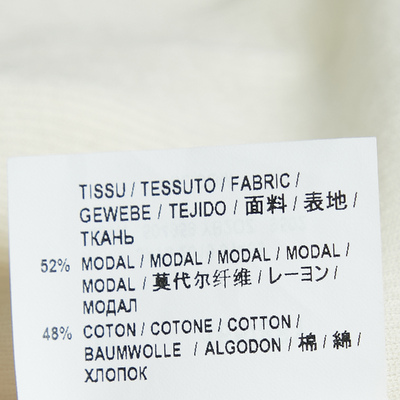 TISSU / TESSUTO / FABRIC /
GEWEBE / TEJIDO / 面料 / 表地 /
ТКАНЬ
52% MODAL / MODAL / MODAL / MODAL /
MODAL / 莫代尔纤维 / レーヨン /
МОДАЛ
48% COTON / COTONE / COTTON /
BAUMWOLLE / ALGODON / 棉 / 綿 /
ХЛОПОК